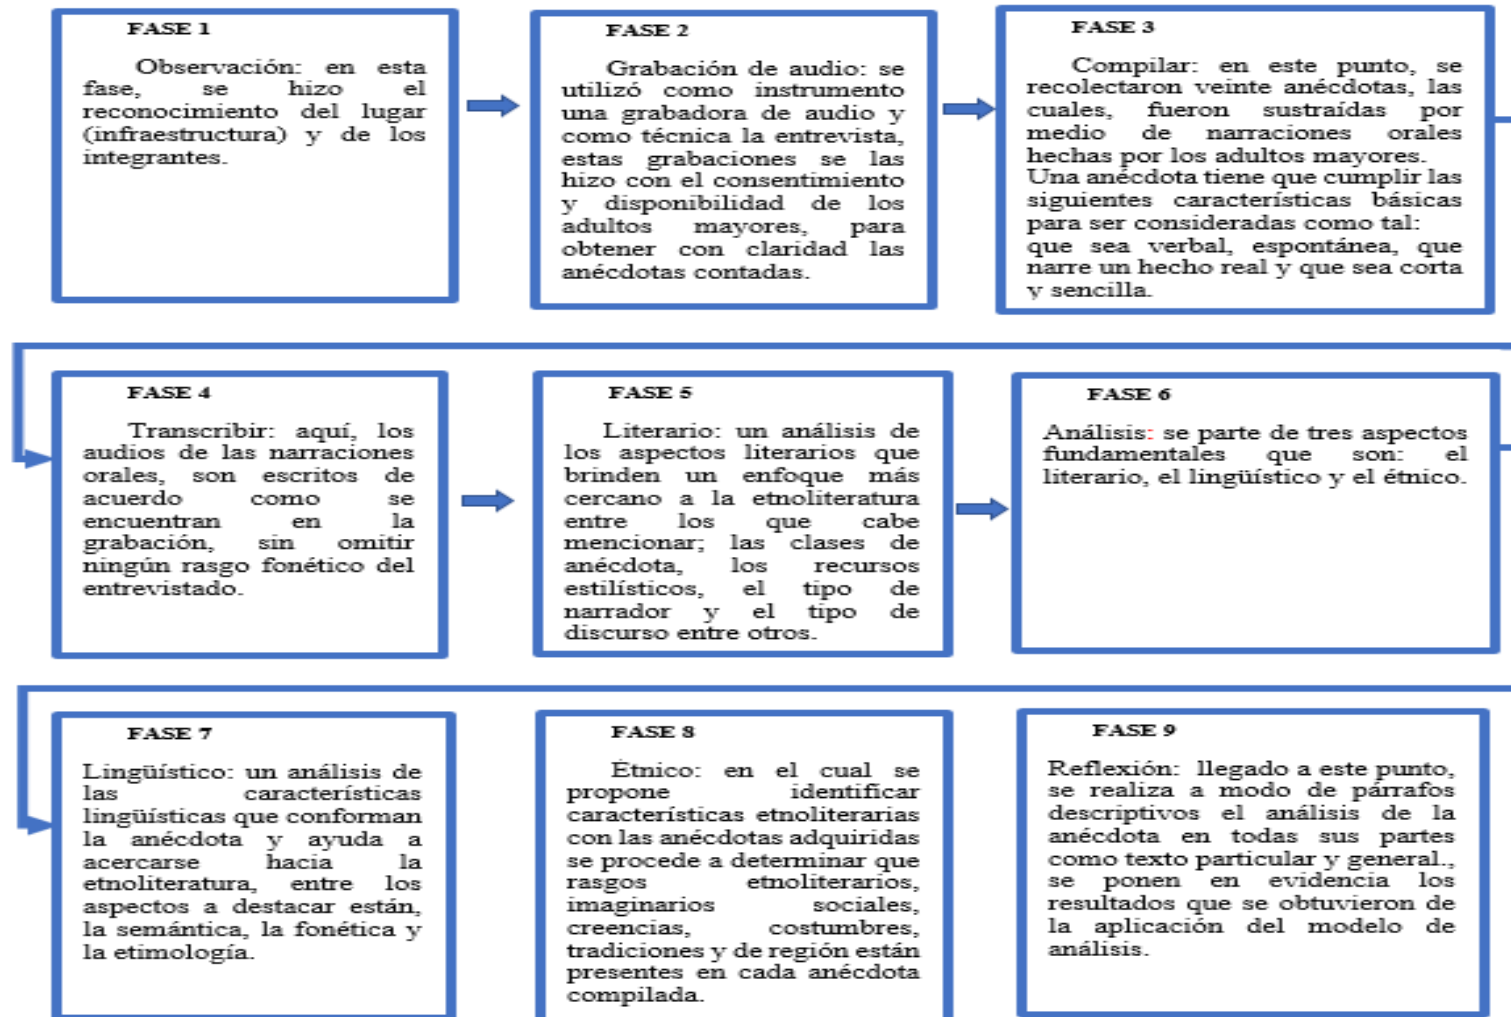 FASE 1
Observación: en esta
fase, se hizo el
reconocimiento del lugar
(infraestructura) y de los
integrantes.
FASE 2
Grabación de audio: se
utilizó como instrumento
una grabadora de audio y
como técnica la entrevista,
estas grabaciones se las
hizo con el consentimiento
y disponibilidad de los
adultos mayores, para
obtener con claridad las
anécdotas contadas.
FASE 3
Compilar: en este punto, se
recolectaron veinte anécdotas, las
cuales, fueron sustraídas por
medio de narraciones orales
hechas por los adultos mayores.
Una anécdota tiene que cumplir las
siguientes características básicas
para ser consideradas como tal:
que sea verbal, espontánea, que
narre un hecho real y que sea corta
y sencilla.
FASE 4
Transcribir: aquí, los
audios de las narraciones
orales, son escritos de
acuerdo como se
encuentran en la
grabación, sin omitir
ningún rasgo fonético del
entrevistado.
FASE 5
Literario: un análisis de
los aspectos literarios que
brinden un enfoque más
cercano a la etnoliteratura
entre los que cabe
mencionar; las clases de
anécdota, los recursos
estilísticos, el tipo de
narrador y el tipo de
discurso entre otros.
FASE 6
Análisis: se parte de tres aspectos
fundamentales que son: el
literario, el lingüístico y el étnico.
FASE 7
Lingüístico: un análisis de
las características
lingüísticas que conforman
la anécdota y ayuda a
acercarse hacia la
etnoliteratura, entre los
aspectos a destacar están,
la semántica, la fonética y
la etimología.
FASE 8
Étnico: en el cual se
propone identificar
características etnoliterarias
con las anécdotas adquiridas
se procede a determinar que
rasgos etnoliterarios,
imaginarios sociales,
creencias, costumbres,
tradiciones y de región están
presentes en cada anécdota
compilada.
FASE 9
Reflexión: llegado a este punto,
se realiza a modo de párrafos
descriptivos el análisis de la
anécdota en todas sus partes
como texto particular y general.,
se ponen en evidencia los
resultados que se obtuvieron de
la aplicación del modelo de
análisis.